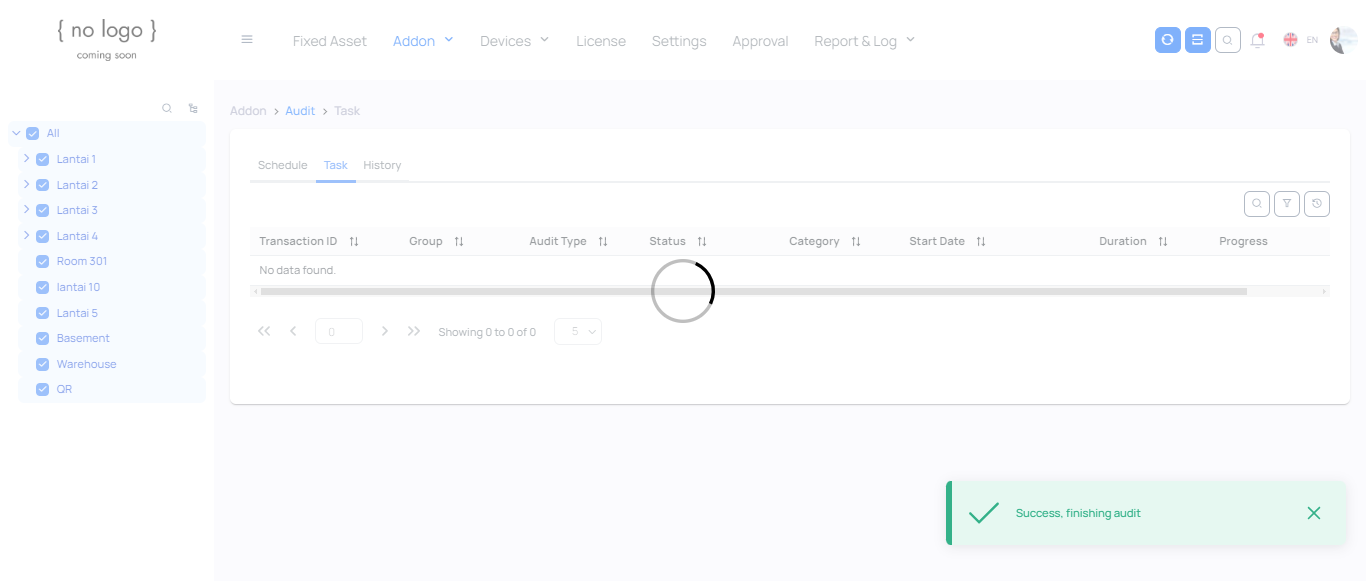 { no logo }
coming soon
Fixed Asset Addon Devices License Settings Approval Report & Log EN
Addon > Audit > Task
All
Lantai 1
Lantai 2
Lantai 3
Lantai 4
Room 301
lantai 10
Lantai 5
Basement
Warehouse
QR
Schedule Task History
Transaction ID Group Audit Type Status Category Start Date Duration Progress
No data found.
0 Showing 0 to 0 of 0 5
Success, finishing audit